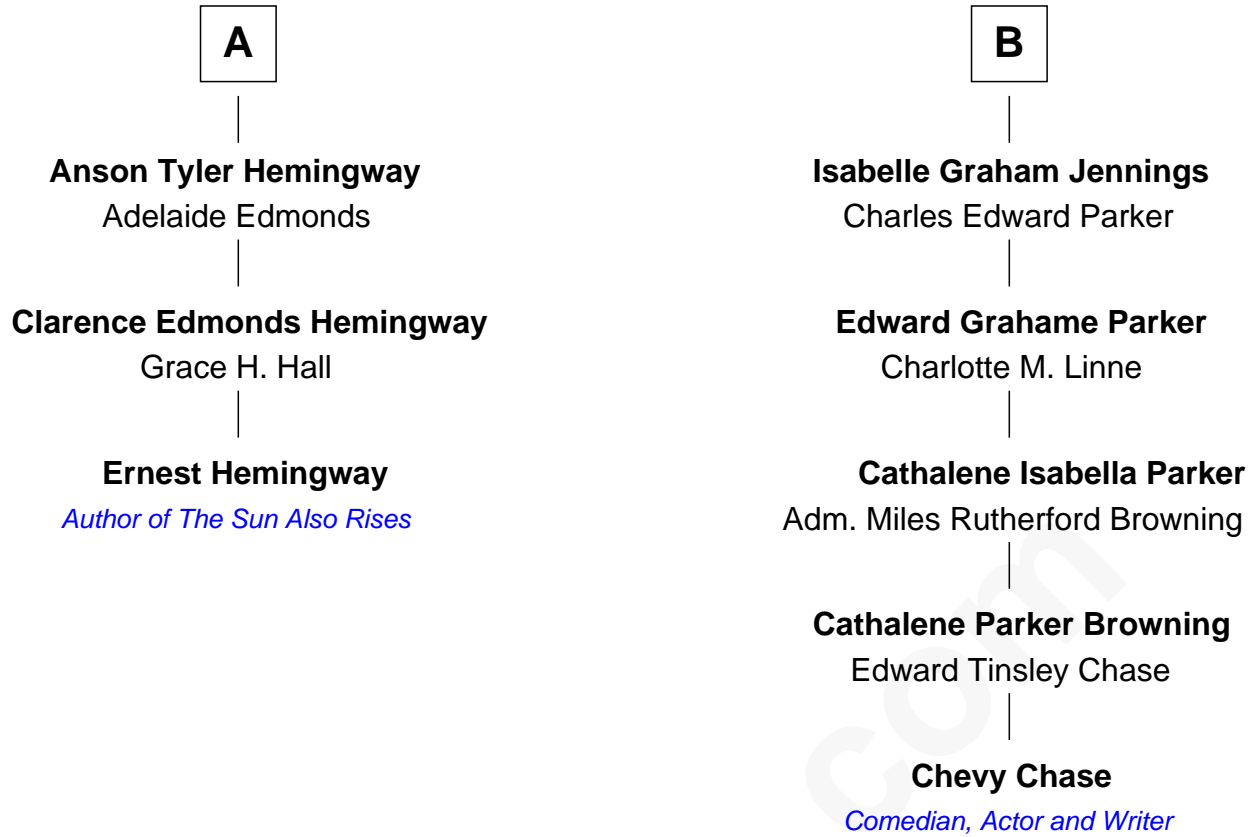 A
Anson Tyler Hemingway
Adelaide Edmonds
Clarence Edmonds Hemingway
Grace H. Hall
Ernest Hemingway
Author of The Sun Also Rises
B
Isabelle Graham Jennings
Charles Edward Parker
Edward Grahame Parker
Charlotte M. Linne
Cathalene Isabella Parker
Adm. Miles Rutherford Browning
Cathalene Parker Browning
Edward Tinsley Chase
Chevy Chase
Comedian, Actor and Writer
com